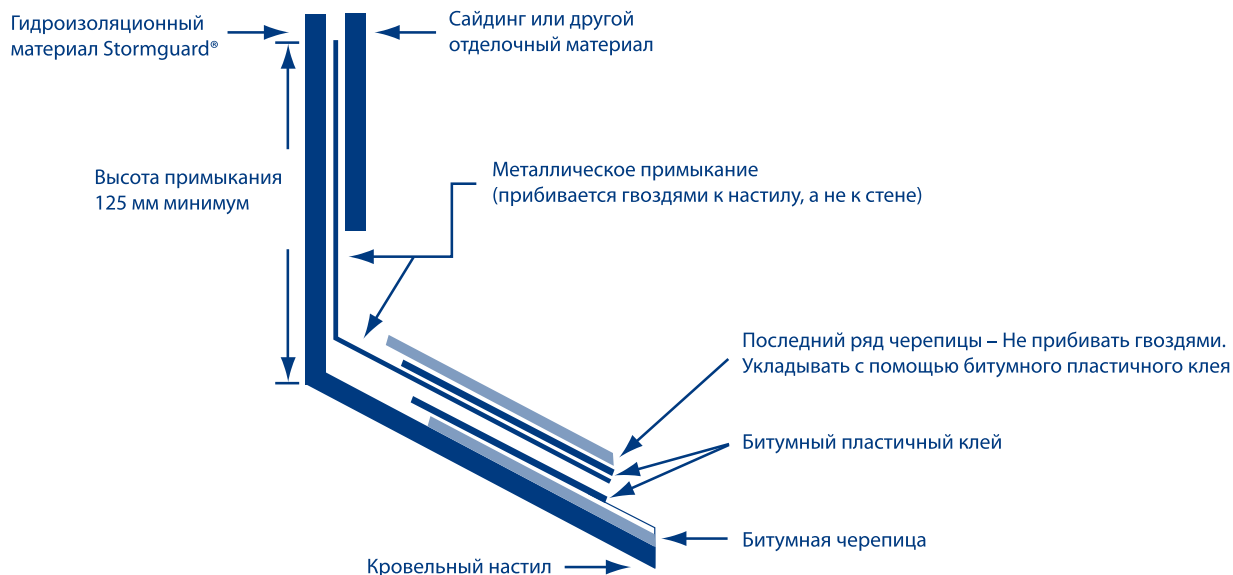 Гидроизоляционный
материал Stormguard®
Сайдинг или другой
отделочный материал
Высота примыкания
125 мм минимум
Металлическое примыкание
(прибивается гвоздями к настилу, а не к стене)
Последний ряд черепицы – Не прибивать гвоздями.
Укладывать с помощью битумного пластичного клея
Битумный пластичный клей
Битумная черепица
Кровельный настил